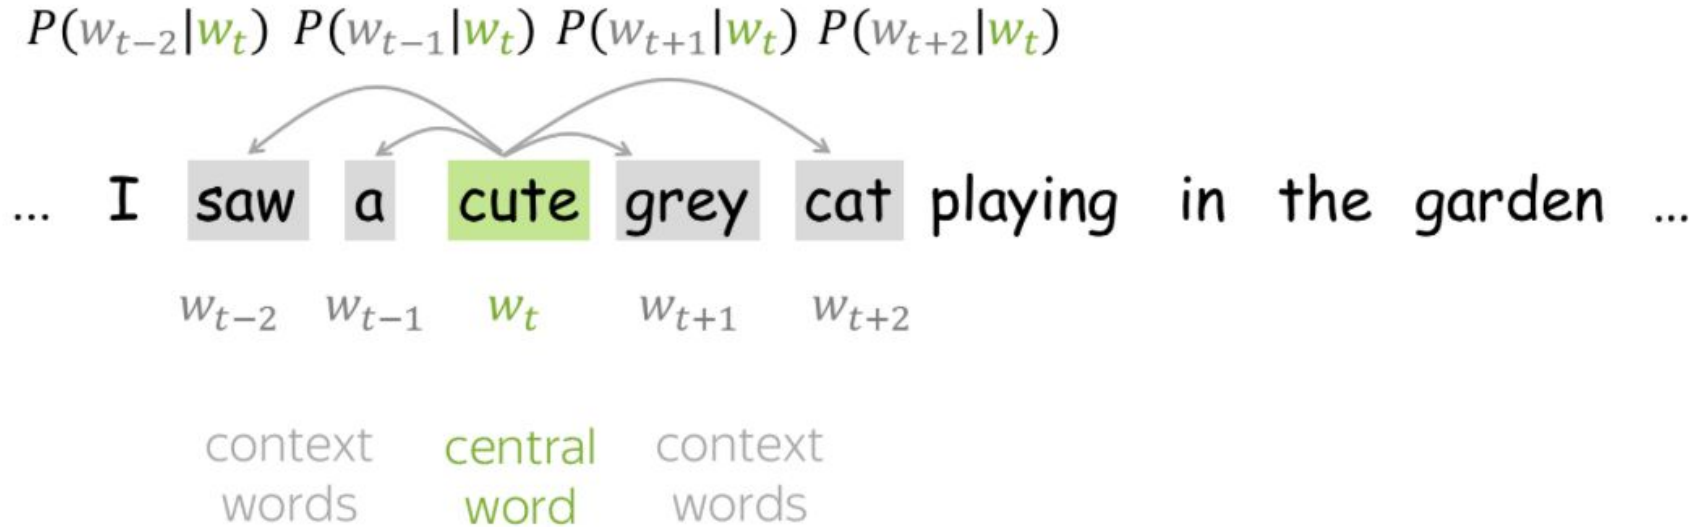 P(w_{t−2}|w_t) P(w_{t−1}|w_t) P(w_{t+1}|w_t) P(w_{t+2}|w_t)
... I saw a cute grey cat playing in the garden ...
w_{t−2} w_{t−1} w_t w_{t+1} w_{t+2}
context central context
words word words